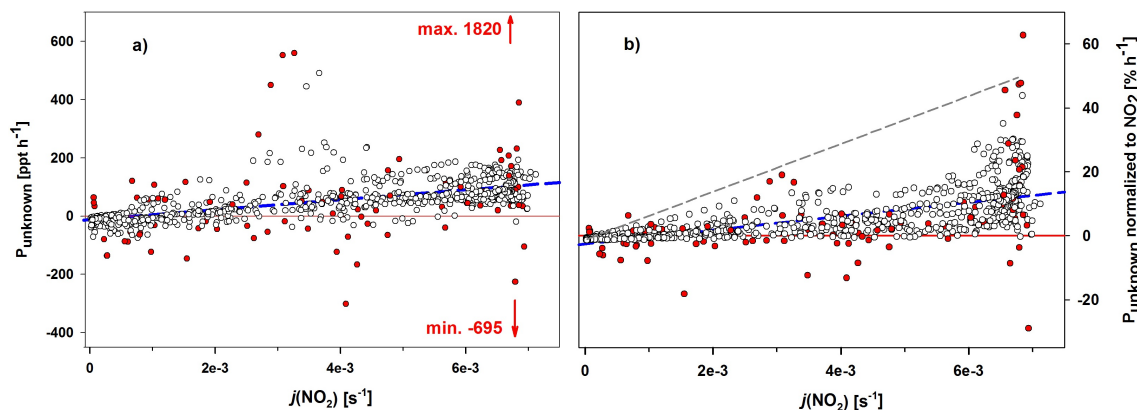 a)
max. 1820
min. -695
600
400
200
0
-200
-400
Punknown [ppt h-1]
0
2e-3
4e-3
6e-3
j(NO2) [s-1]
b)
60
40
20
0
-20
Punknown normalized to NO2 [% h-1]
0
2e-3
4e-3
6e-3
j(NO2) [s-1]